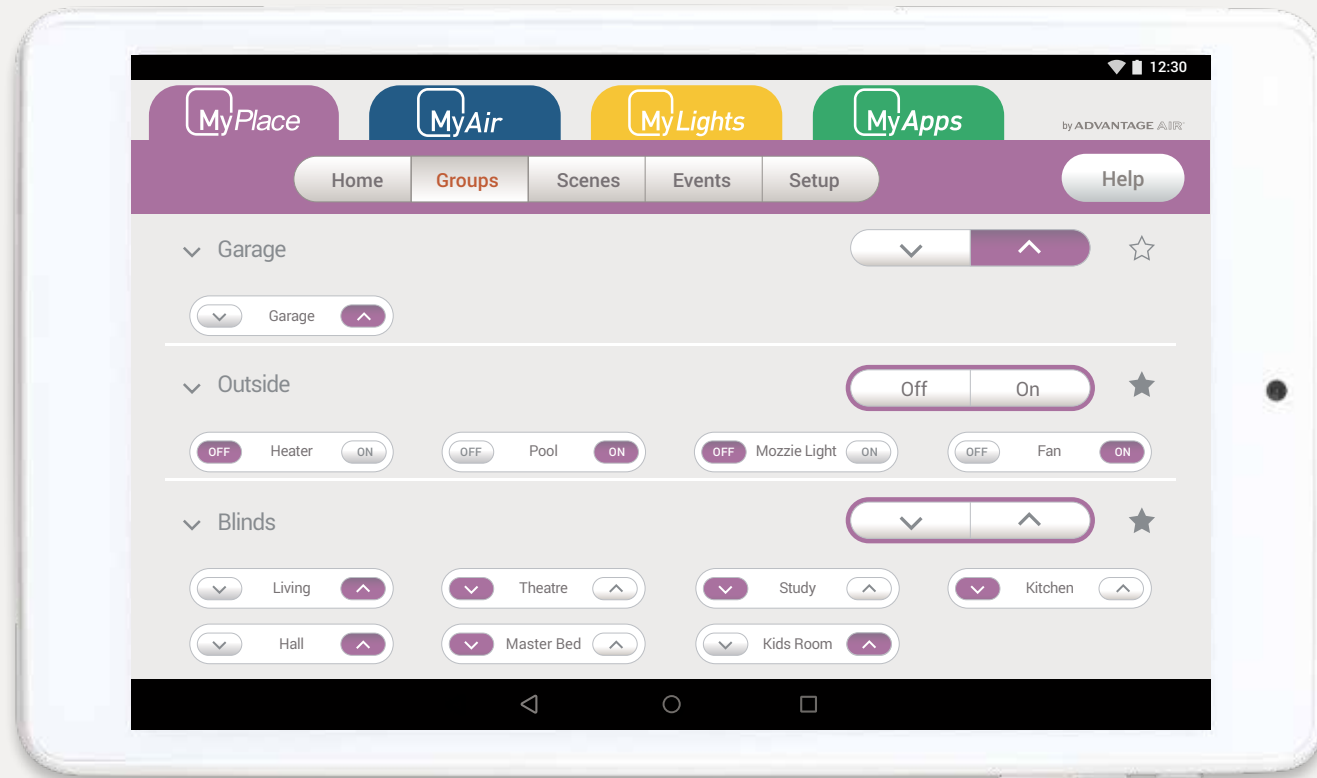 12:30
MyPlace
MyAir
MyLights
MyApps
by ADVANTAGE AIR
Home
Groups
Scenes
Events
Setup
Help
Garage
Garage
Outside
Off
On
OFF Heater ON
OFF Pool ON
OFF Mozzie Light ON
OFF Fan ON
Blinds
Living
Theatre
Study
Kitchen
Hall
Master Bed
Kids Room